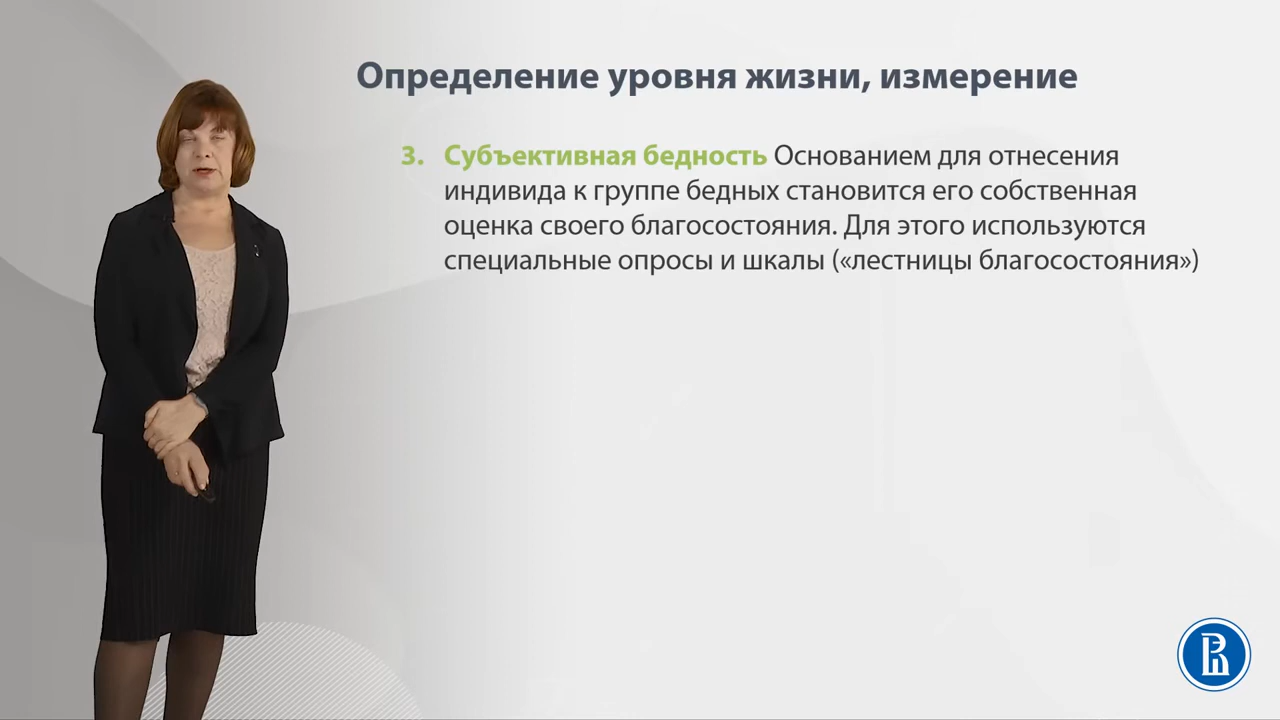 Определение уровня жизни, измерение
3. Субъективная бедность Основанием для отнесения
индивида к группе бедных становится его собственная
оценка своего благосостояния. Для этого используются
специальные опросы и шкалы («лестницы благосостояния»)